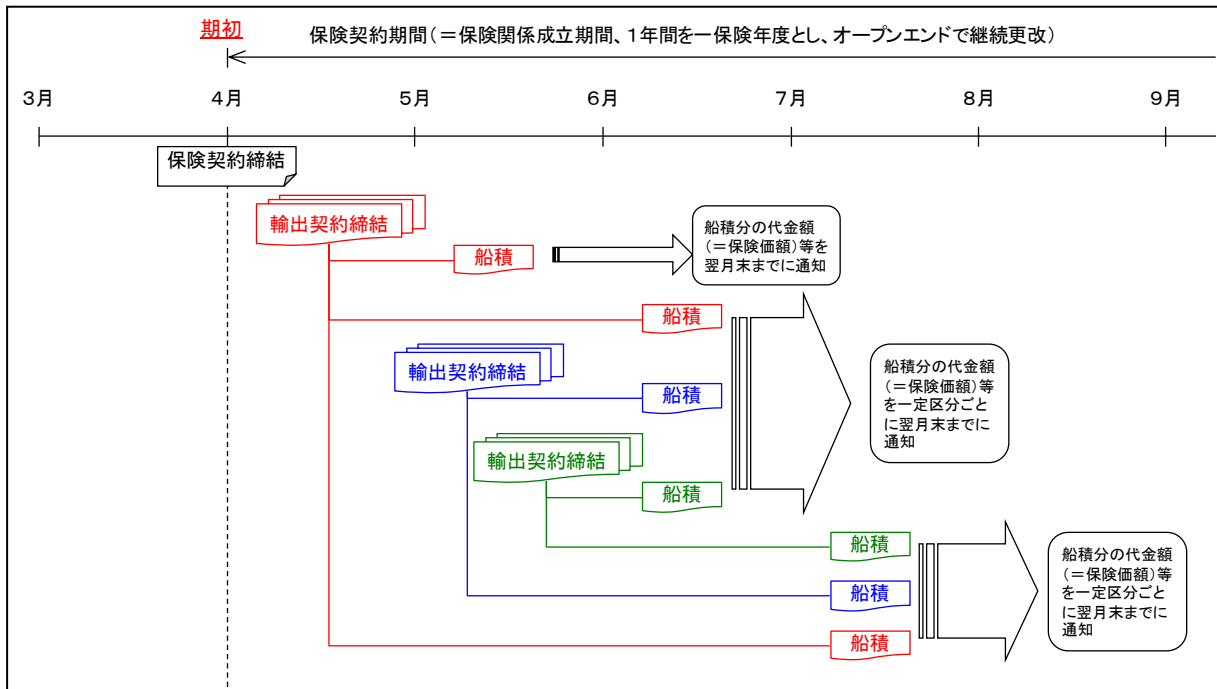 期初
保険契約期間(=保険関係成立期間、1年間を一保険年度とし、オープンエンドで継続更改)
3月
4月
5月
6月
7月
8月
9月
保険契約締結
輸出契約締結
船積
船積分の代金額
(=保険価額)等を
翌月末までに通知
船積
輸出契約締結
船積
船積分の代金額
(=保険価額)等
を一定区分ごと
に翌月末までに
通知
輸出契約締結
船積
船積
船積
船積
船積分の代金額
(=保険価額)等
を一定区分ごと
に翌月末までに
通知